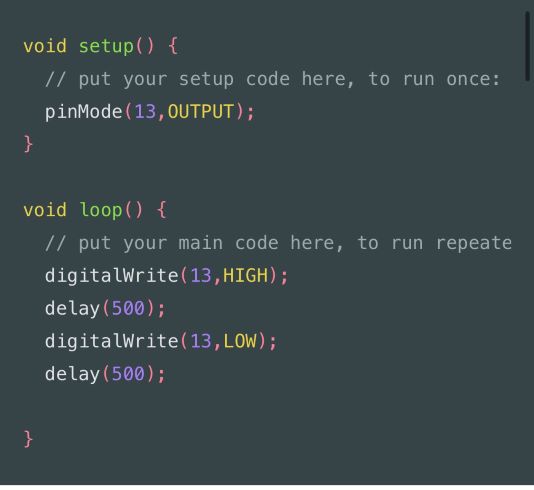 void setup() {
// put your setup code here, to run once:
pinMode(13,OUTPUT);
}
void loop() {
// put your main code here, to run repeate
digitalWrite(13,HIGH);
delay(500);
digitalWrite(13,LOW);
delay(500);
}